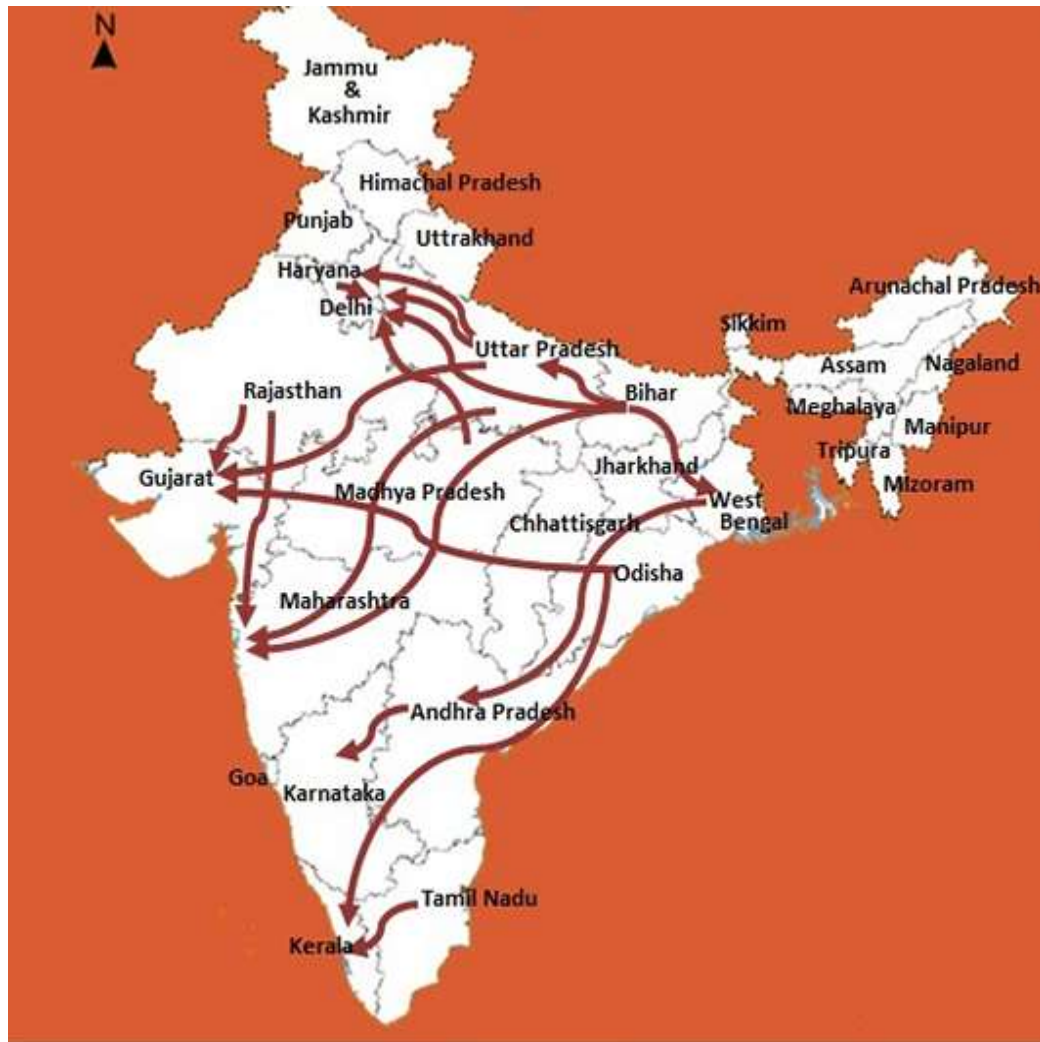 N
Jammu
&
Kashmir
Himachal Pradesh
Punjab
Uttrakhand
Haryana
Delhi
Arunachal Pradesh
Sikkim
Uttar Pradesh
Assam
Nagaland
Rajasthan
Bihar
Meghalaya
Manipur
Tripura
Jharkhand
Gujarat
Madhya Pradesh
Mizoram
West
Bengal
Chhattisgarh
Odisha
Maharashtra
Andhra Pradesh
Goa
Karnataka
Tamil Nadu
Kerala